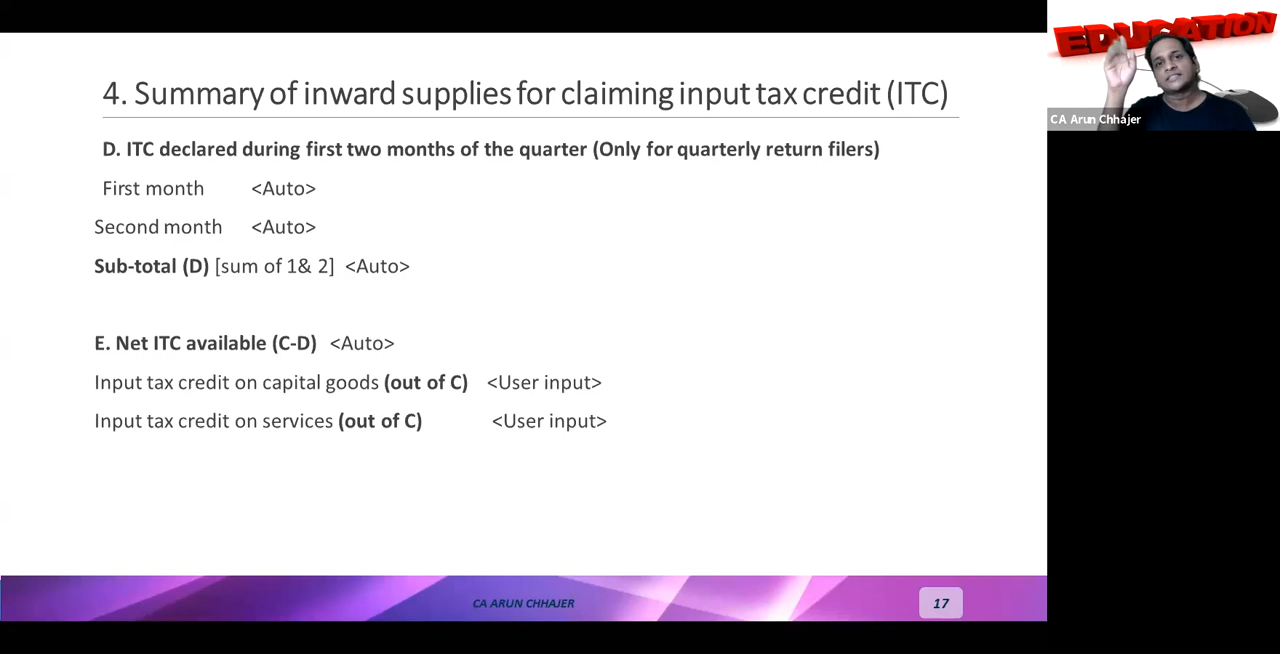 4. Summary of inward supplies for claiming input tax credit (ITC)
D. ITC declared during first two months of the quarter (Only for quarterly return filers)
First month <Auto>
Second month <Auto>
Sub-total (D) [sum of 1& 2] <Auto>
E. Net ITC available (C-D) <Auto>
Input tax credit on capital goods (out of C) <User input>
Input tax credit on services (out of C) <User input>
CA ARUN CHHAJER
17
EDUCATION
CA Arun Chhajer